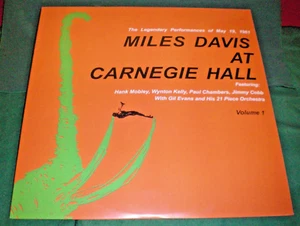 The Legendary Performances of May 19, 1961
MILES DAVIS
AT
CARNEGIE HALL
Featuring:
Hank Mobley, Wynton Kelly, Paul Chambers, Jimmy Cobb
With Gil Evans and His 21 Piece Orchestra
Volume 1